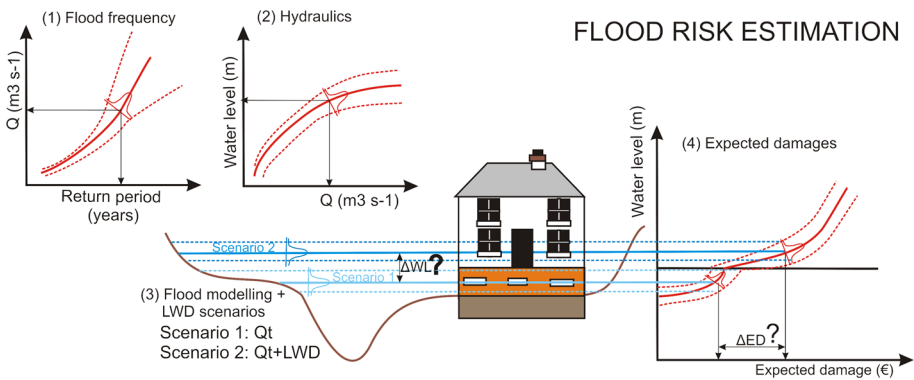 FLOOD RISK ESTIMATION
(1) Flood frequency
Q (m3 s-1)
Return period
(years)
(2) Hydraulics
Water level (m)
Q (m3 s-1)
Scenario 2
ΔWL?
Scenario 1
(3) Flood modelling +
LWD scenarios
Scenario 1: Qt
Scenario 2: Qt+LWD
(4) Expected damages
Water level (m)
ΔED?
Expected damage (€)